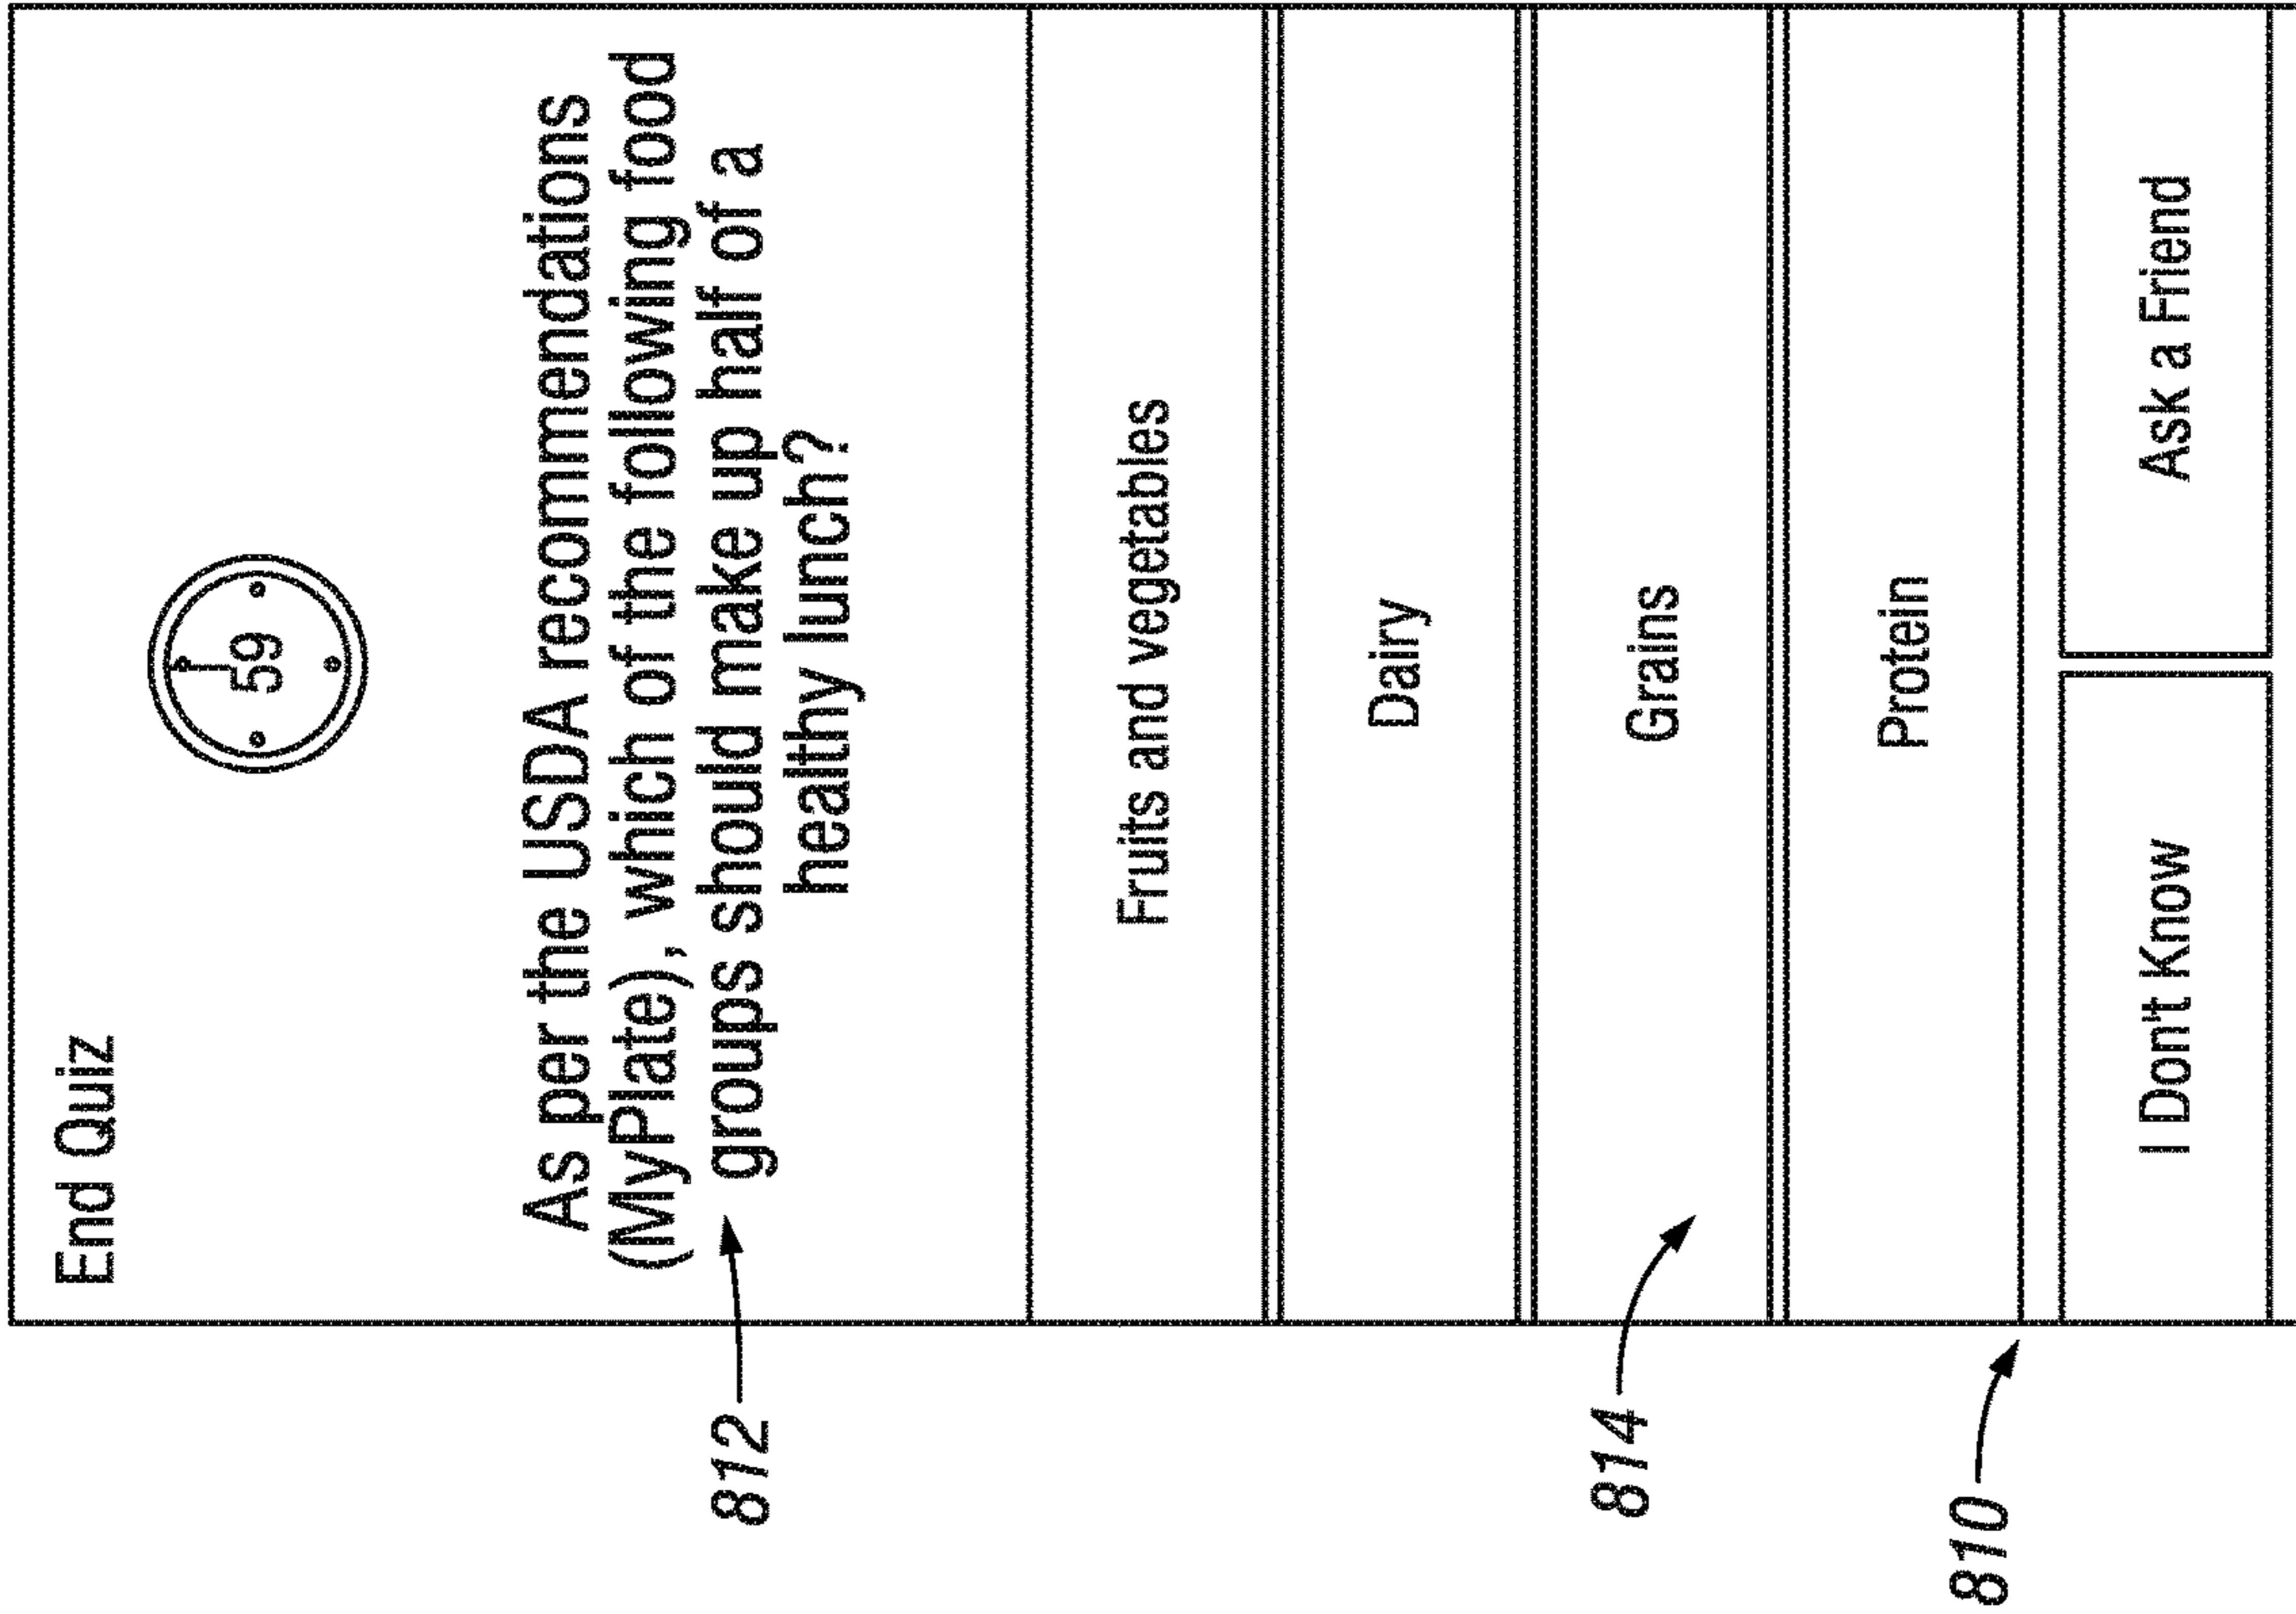 End Quiz
59
As per the USDA recommendations
(MyPlate), which of the following food
groups should make up half of a
healthy lunch?
812
Fruits and vegetables
Dairy
Grains
814
Protein
810
I Don't Know
Ask a Friend